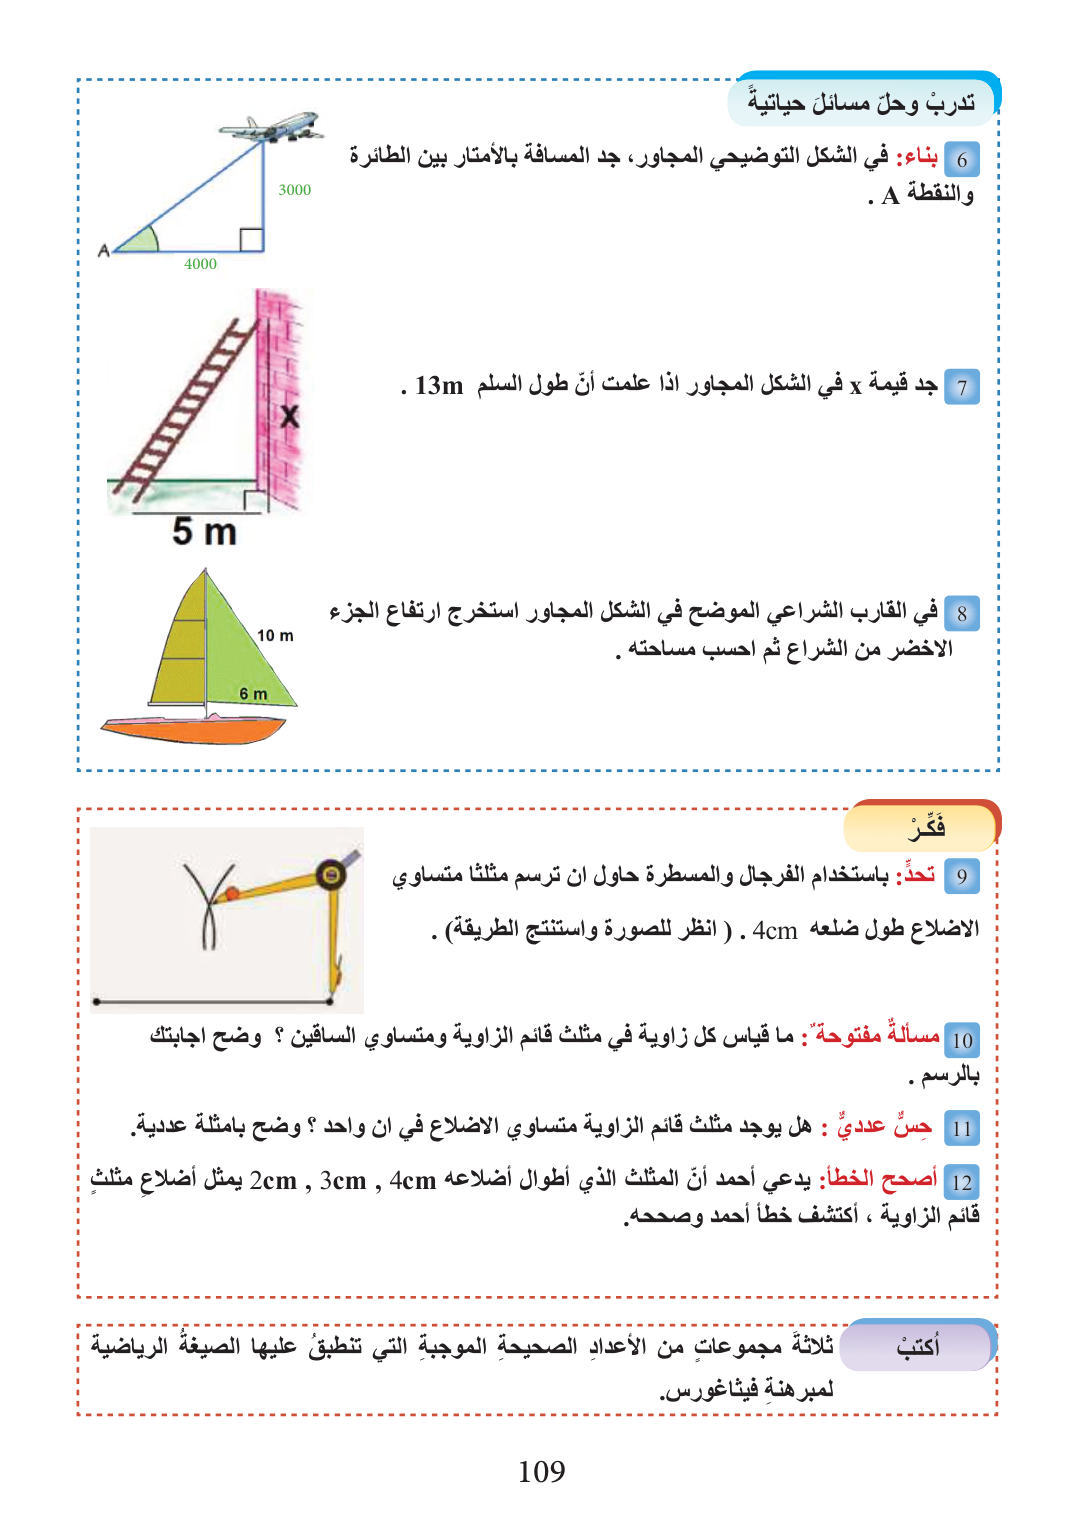 تدربْ وحلّ مسائلَ حياتيةً
6 بناء: في الشكل التوضيحي المجاور، جد المسافة بالأمتار بين الطائرة
والنقطة A .
3000
A
4000
7 جد قيمة x في الشكل المجاور اذا علمت أنّ طول السلم 13m .
X
5 m
8 في القارب الشراعي الموضح في الشكل المجاور استخرج ارتفاع الجزء
الاخضر من الشراع ثم احسب مساحته .
10 m
6 m
فَكِّـرْ
9 تحدٍّ: باستخدام الفرجال والمسطرة حاول ان ترسم مثلثا متساوي
الاضلاع طول ضلعه 4cm . ( انظر للصورة واستنتج الطريقة) .
10 مسألةٌ مفتوحة ٌ: ما قياس كل زاوية في مثلث قائم الزاوية ومتساوي الساقين ؟ وضح اجابتك
بالرسم .
11 حِسٌّ عدديٌّ : هل يوجد مثلث قائم الزاوية متساوي الاضلاع في ان واحد ؟ وضح بامثلة عددية.
12 أصحح الخطأ: يدعي أحمد أنّ المثلث الذي أطوال أضلاعه 2cm , 3cm , 4cm يمثل أضلاعِ مثلثٍ
قائم الزاوية ، أكتشف خطأ أحمد وصححه.
اُكتبْ
ثلاثةَ مجموعاتٍ من الأعدادِ الصحيحةِ الموجبةِ التي تنطبقُ عليها الصيغةُ الرياضية
لمبرهنةِ فيثاغورس.
109